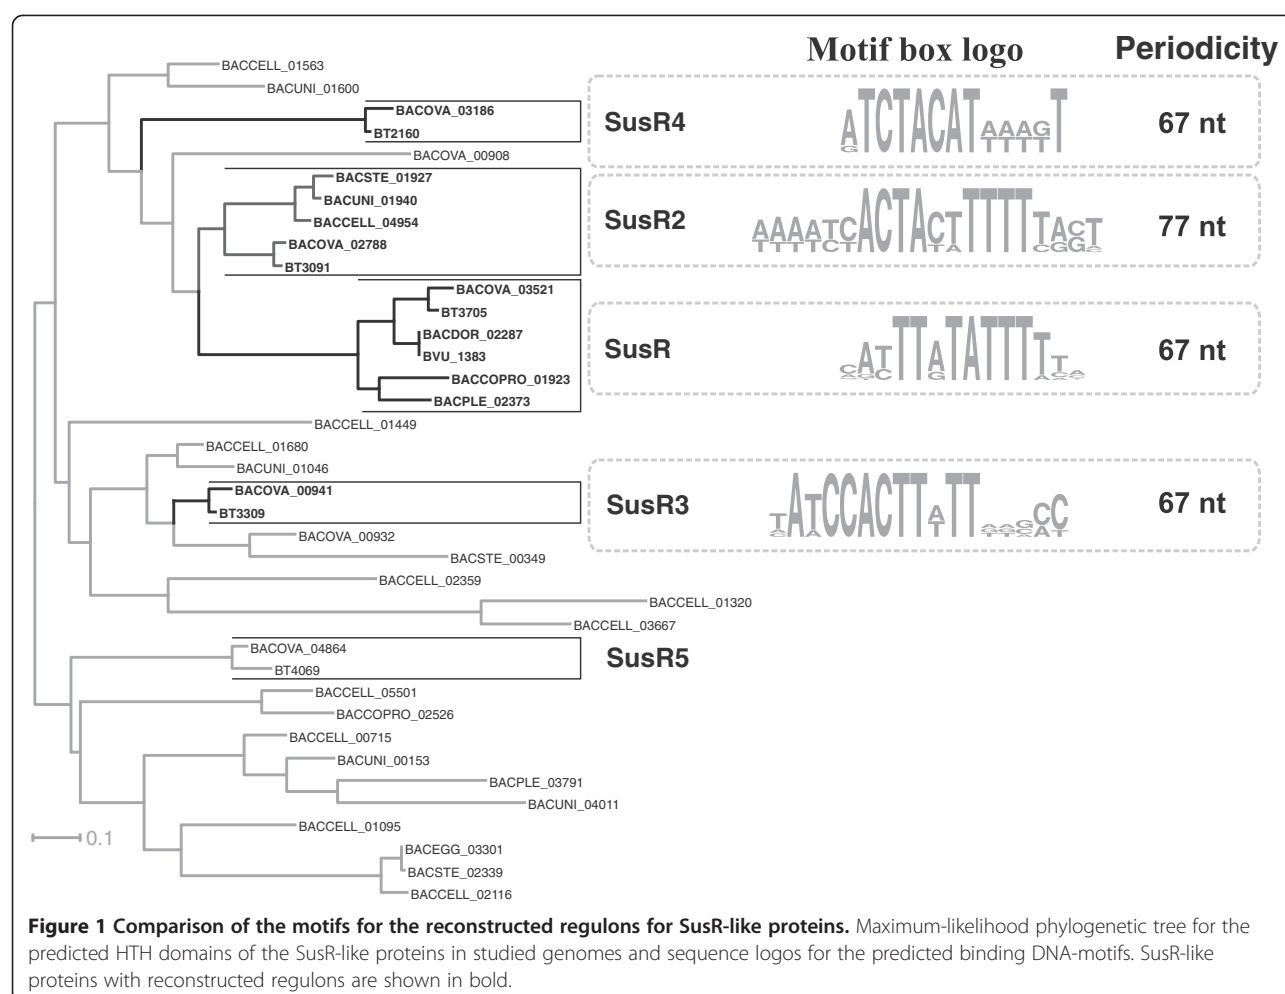 Motif box logo Periodicity
BACCELL_01563
BACUNI_01600
BACOVA_03186
BT2160
SusR4 67 nt
BACOVA_00908
BACSTE_01927
BACUNI_01940
BACCELL_04954
BACOVA_02788
BT3091
SusR2 77 nt
BACOVA_03521
BT3705
BACDOR_02287
BVU_1383
BACCOPRO_01923
BACPLE_02373
SusR 67 nt
BACCELL_01449
BACCELL_01680
BACUNI_01046
BACOVA_00941
BT3309
SusR3 67 nt
BACOVA_00932
BACSTE_00349
BACCELL_02359
BACCELL_01320
BACCELL_03667
BACOVA_04864
BT4069
SusR5
BACCELL_05501
BACCOPRO_02526
BACCELL_00715
BACUNI_00153
BACPLE_03791
BACUNI_04011
BACCELL_01095
0.1
BACEGG_03301
BACSTE_02339
BACCELL_02116
Figure 1 Comparison of the motifs for the reconstructed regulons for SusR-like proteins. Maximum-likelihood phylogenetic tree for the
predicted HTH domains of the SusR-like proteins in studied genomes and sequence logos for the predicted binding DNA-motifs. SusR-like
proteins with reconstructed regulons are shown in bold.